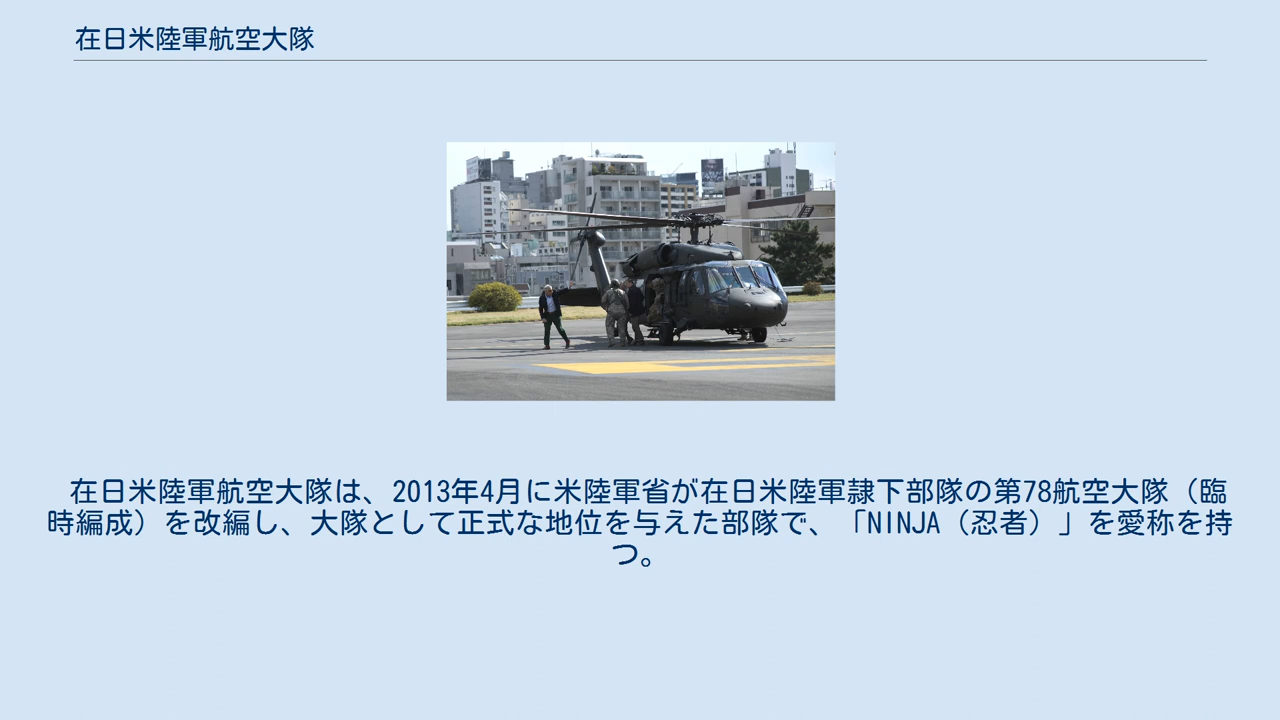 在日米陸軍航空大隊
在日米陸軍航空大隊は、2013年4月に米陸軍省が在日米陸軍隷下部隊の第78航空大隊（臨
時編成）を改編し、大隊として正式な地位を与えた部隊で、「NINJA（忍者）」を愛称を持
つ。